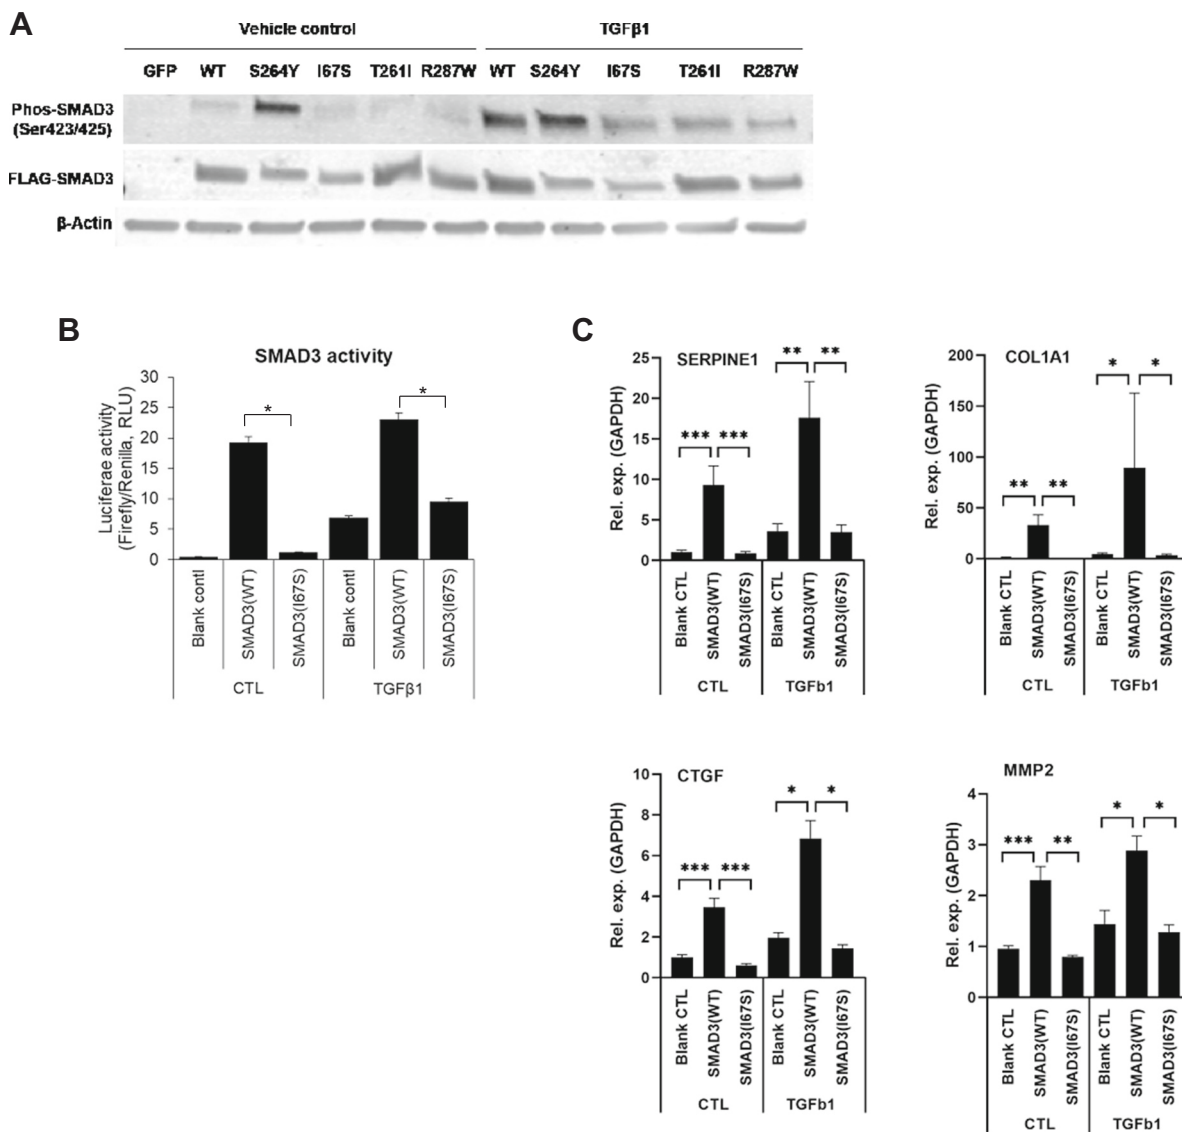 A
Vehicle control TGFβ1
GFP WT S264Y I67S T261I R287W WT S264Y I67S T261I R287W
Phos-SMAD3
(Ser423/425)
FLAG-SMAD3
β-Actin
B
SMAD3 activity
Luciferae activity
(Firefly/Renilla, RLU)
30
25
20
15
10
5
0
* *
Blank contl SMAD3(WT) SMAD3(I67S) Blank contl SMAD3(WT) SMAD3(I67S)
CTL TGFβ1
C
SERPINE1
Rel. exp. (GAPDH)
25
20
15
10
5
0
*** *** ** **
Blank CTL SMAD3(WT) SMAD3(I67S) Blank CTL SMAD3(WT) SMAD3(I67S)
CTL TGFb1
COL1A1
Rel. exp. (GAPDH)
200
150
100
50
0
** ** * *
Blank CTL SMAD3(WT) SMAD3(I67S) Blank CTL SMAD3(WT) SMAD3(I67S)
CTL TGFb1
CTGF
Rel. exp. (GAPDH)
10
8
6
4
2
0
*** *** * *
Blank CTL SMAD3(WT) SMAD3(I67S) Blank CTL SMAD3(WT) SMAD3(I67S)
CTL TGFb1
MMP2
Rel. exp. (GAPDH)
4
3
2
1
0
*** ** * *
Blank CTL SMAD3(WT) SMAD3(I67S) Blank CTL SMAD3(WT) SMAD3(I67S)
CTL TGFb1